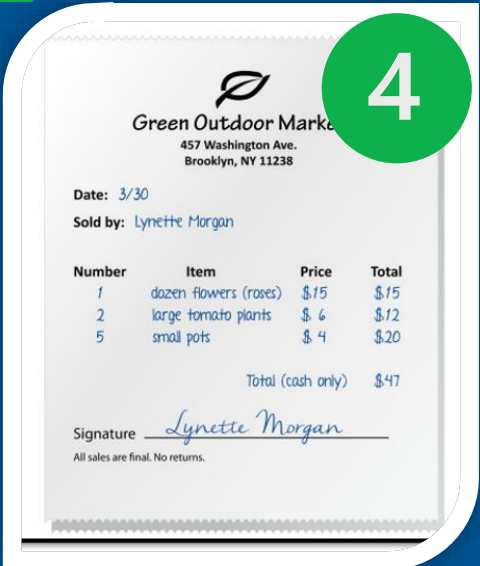 4
Green Outdoor Marke
457 Washington Ave.
Brooklyn, NY 11238
Date: 3/30
Sold by: Lynette Morgan
Number Item Price Total
1 dozen flowers (roses) $15 $15
2 large tomato plants $ 6 $12
5 small pots $ 4 $20
Total (cash only) $47
Signature Lynette Morgan
All sales are final. No returns.